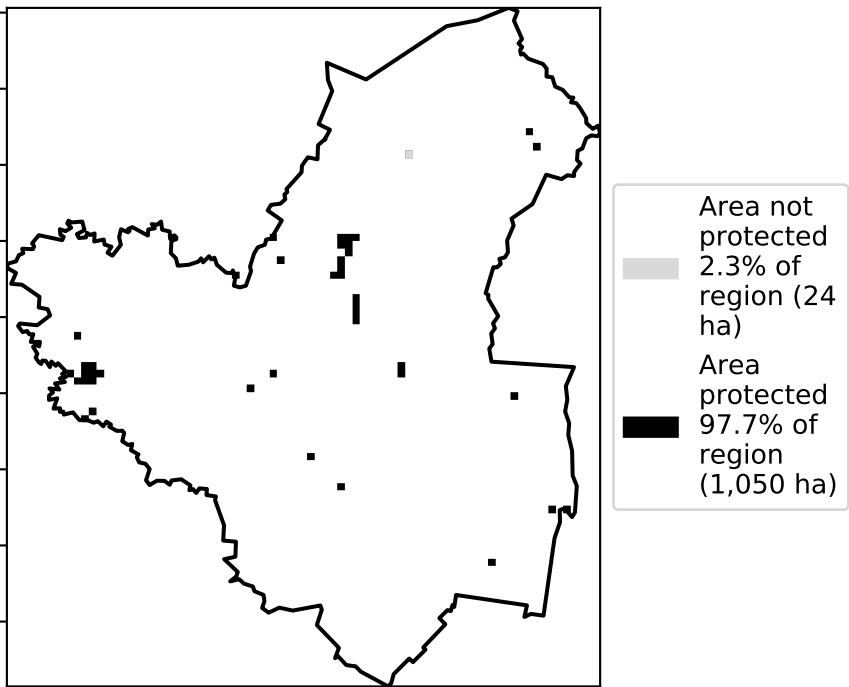 Area not
protected
2.3% of
region (24
ha)
Area
protected
97.7% of
region
(1,050 ha)